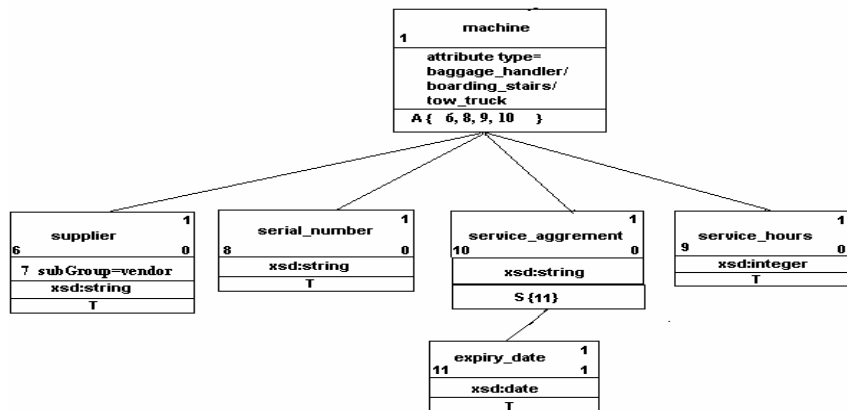 machine
1
attribute type=
baggage_handler/
boarding_stairs/
tow_truck
A { 6, 8, 9, 10 }
1
supplier
6 0
7 subGroup=vendor
xsd:string
T
1
serial_number
8 0
xsd:string
T
1
service_aggrement
10 0
xsd:string
S {11}
1
service_hours
9 0
xsd:integer
T
expiry_date 1
11 1
xsd:date
T